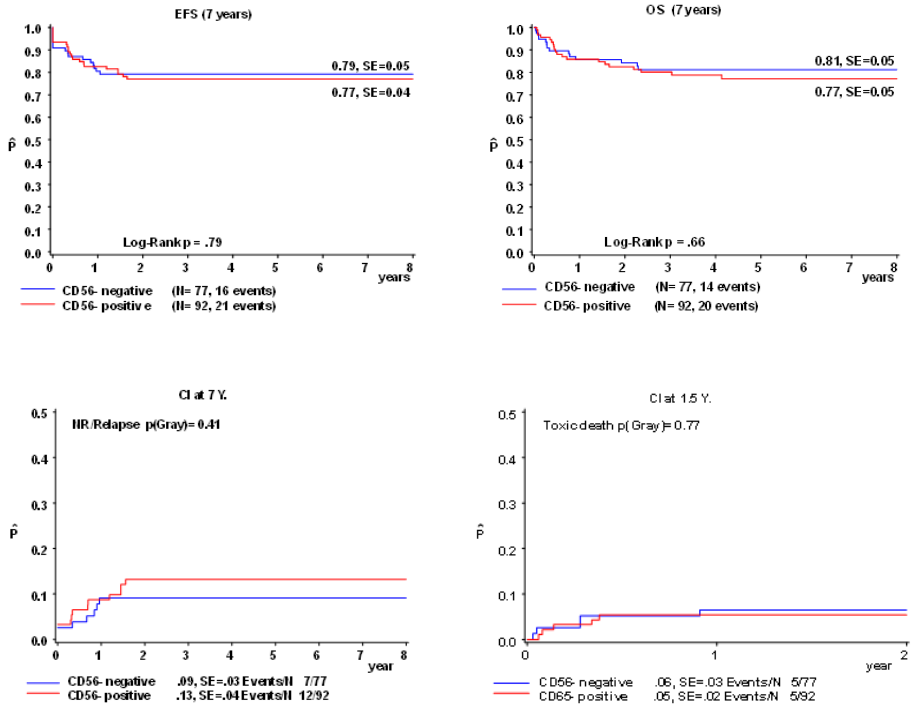 EFS (7 years)
1.0
0.9
0.8
0.7
0.6
0.5
0.4
0.3
0.2
0.1
0.0
P̂
0.79, SE=0.05
0.77, SE=0.04
Log-Rank p = .79
0 1 2 3 4 5 6 7 8
years
CD56- negative (N= 77, 16 events)
CD56- positive (N= 92, 21 events)
OS (7 years)
1.0
0.9
0.8
0.7
0.6
0.5
0.4
0.3
0.2
0.1
0.0
P̂
0.81, SE=0.05
0.77, SE=0.05
Log-Rank p = .66
0 1 2 3 4 5 6 7 8
years
CD56- negative (N= 77, 14 events)
CD56- positive (N= 92, 20 events)
CI at 7 Y.
0.5
0.4
0.3
0.2
0.1
0.0
P̂
NR/Relapse p(Gray)= 0.41
0 1 2 3 4 5 6 7 8
year
CD56- negative .09, SE=.03 Events/N 7/77
CD56- positive .13, SE=.04 Events/N 12/92
CI at 1.5 Y.
0.5
0.4
0.3
0.2
0.1
0.0
P̂
Toxic death p(Gray)= 0.77
0 1 2
year
CD56- negative .06, SE=.03 Events/N 5/77
CD65- positive .05, SE=.02 Events/N 5/92